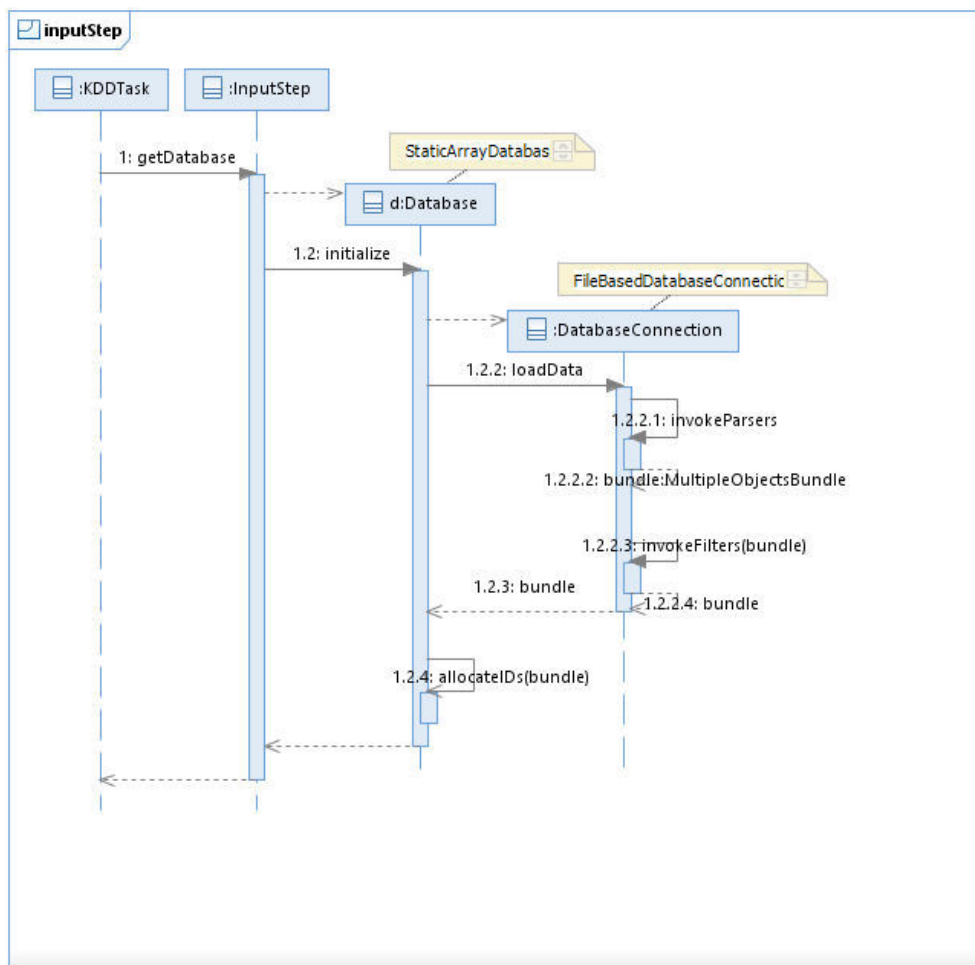 inputStep
:KDDTask
:InputStep
StaticArrayDatabas
1: getDatabase
d:Database
1.2: initialize
FileBasedDatabaseConnectic
:DatabaseConnection
1.2.2: loadData
1.2.2.1: invokeParsers
1.2.2.2: bundle:MultipleObjectsBundle
1.2.2.3: invokeFilters(bundle)
1.2.3: bundle
1.2.2.4: bundle
1.2.4: allocateIDs(bundle)